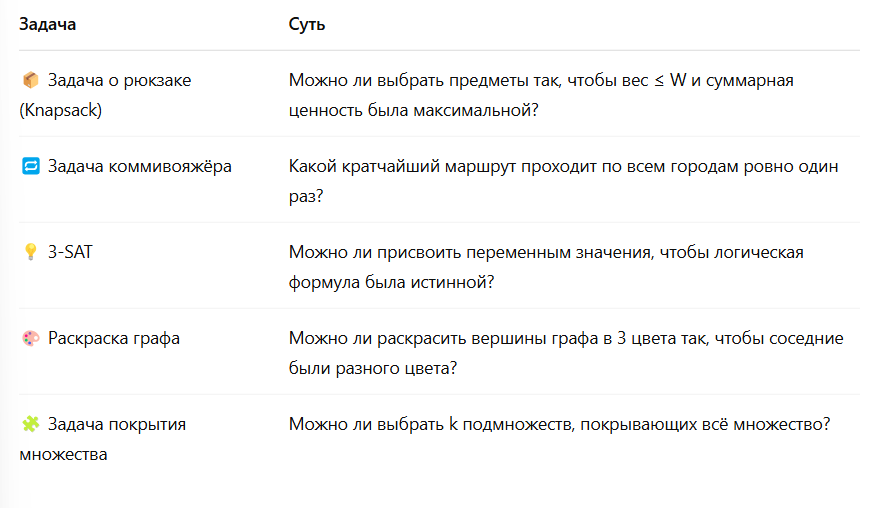 Задача Суть
📦 Задача о рюкзаке Можно ли выбрать предметы так, чтобы вес ≤ W и суммарная
(Knapsack) ценность была максимальной?
🔁 Задача коммивояжёра Какой кратчайший маршрут проходит по всем городам ровно один
раз?
💡 3-SAT Можно ли присвоить переменным значения, чтобы логическая
формула была истинной?
🎨 Раскраска графа Можно ли раскрасить вершины графа в 3 цвета так, чтобы соседние
были разного цвета?
🧩 Задача покрытия Можно ли выбрать k подмножеств, покрывающих всё множество?
множества